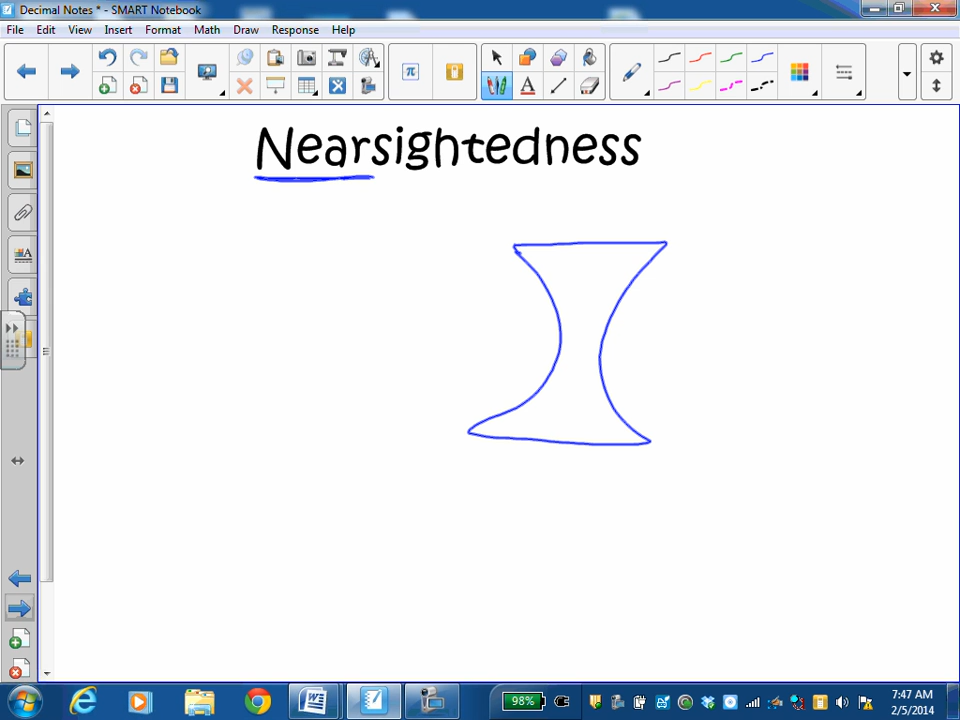 Decimal Notes * - SMART Notebook
File Edit View Insert Format Math Draw Response Help
Nearsightedness
98%
7:47 AM
2/5/2014